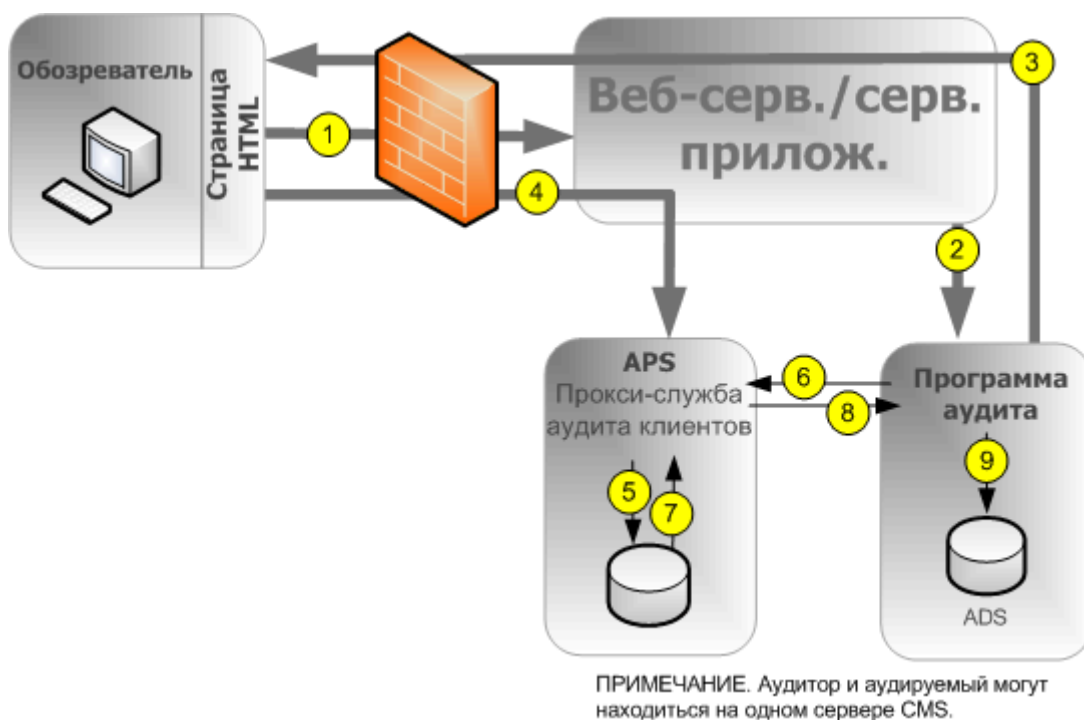 Обозреватель
Страница
HTML
1
Веб-серв./серв.
прилож.
3
4
2
APS
Прокси-служба
аудита клиентов
6
8
Программа
аудита
5
7
9
ADS
ПРИМЕЧАНИЕ. Аудитор и аудируемый могут
находиться на одном сервере CMS.